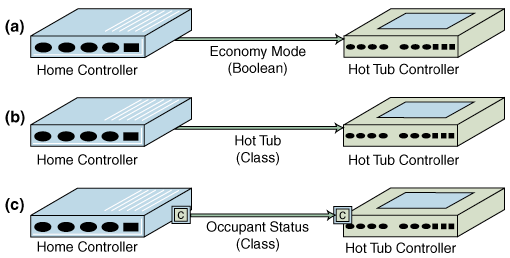 (a)
Economy Mode
(Boolean)
Home Controller
Hot Tub Controller
(b)
Hot Tub
(Class)
Home Controller
Hot Tub Controller
(c)
C
C
Occupant Status
(Class)
Home Controller
Hot Tub Controller